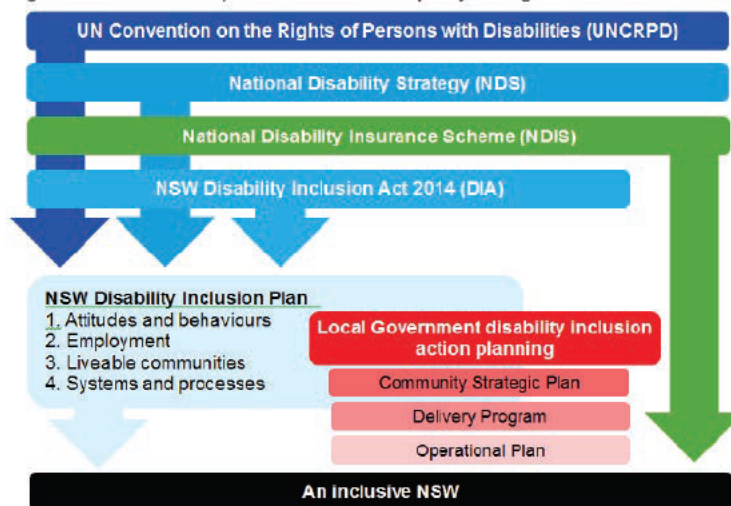 UN Convention on the Rights of Persons with Disabilities (UNCRPD)
National Disability Strategy (NDS)
National Disability Insurance Scheme (NDIS)
NSW Disability Inclusion Act 2014 (DIA)
NSW Disability Inclusion Plan
1. Attitudes and behaviours
2. Employment
3. Liveable communities
4. Systems and processes
Local Government disability inclusion
action planning
Community Strategic Plan
Delivery Program
Operational Plan
An inclusive NSW